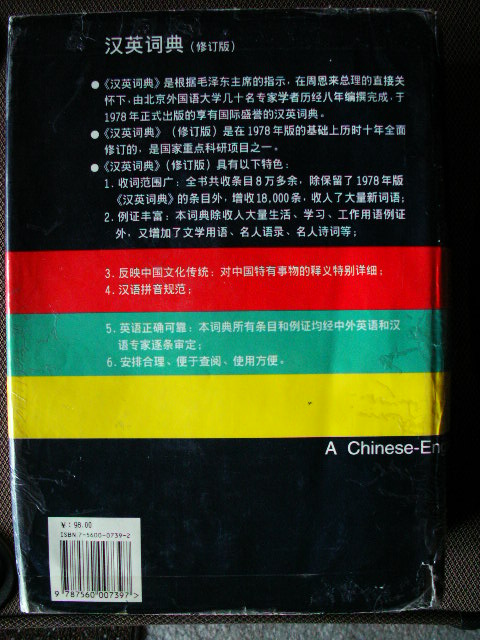 汉英词典(修订版)
●《汉英词典》是根据毛泽东主席的指示,在周恩来总理的直接关
怀下,由北京外国语大学几十名专家学者历经八年编撰完成,于
1978年正式出版的享有国际盛誉的汉英词典。
●《汉英词典》(修订版)是在1978年版的基础上历时十年全面
修订的,是国家重点科研项目之一。
●《汉英词典》(修订版)具有以下特色:
1. 收词范围广:全书共收条目8万多余,除保留了1978年版
《汉英词典》的条目外,增收18,000条,收入了大量新词语;
2. 例证丰富:本词典除收入大量生活、学习、工作用语例证
外,又增加了文学用语、名人语录、名人诗词等;
3. 反映中国文化传统:对中国特有事物的释义特别详细;
4. 汉语拼音规范;
5. 英语正确可靠:本词典所有条目和例证均经中外英语和汉
语专家逐条审定;
6. 安排合理、便于查阅、使用方便。
A Chinese-En
¥:98.00
ISBN 7-5600-0739-2
9 787560 007397 >